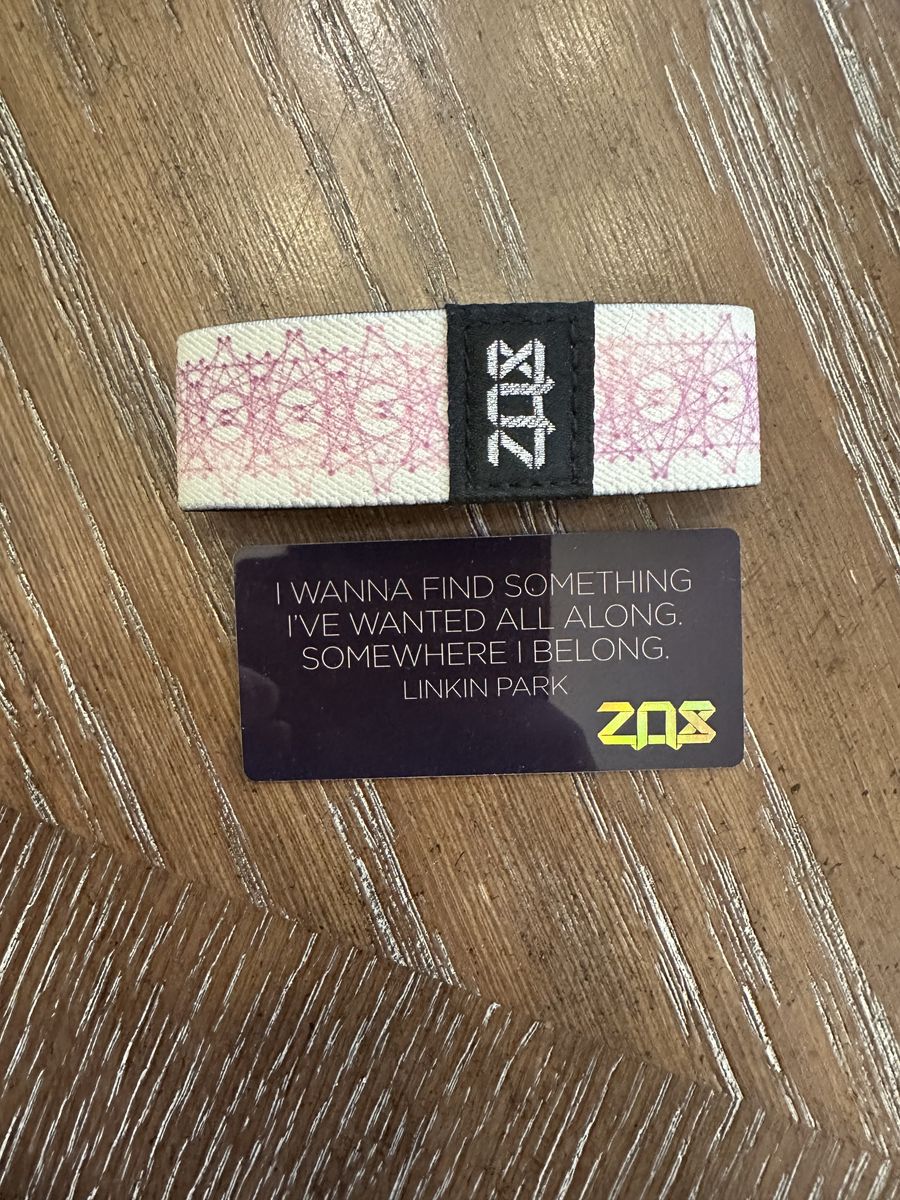 ZOX
I WANNA FIND SOMETHING
I'VE WANTED ALL ALONG.
SOMEWHERE I BELONG.
LINKIN PARK
ZOX